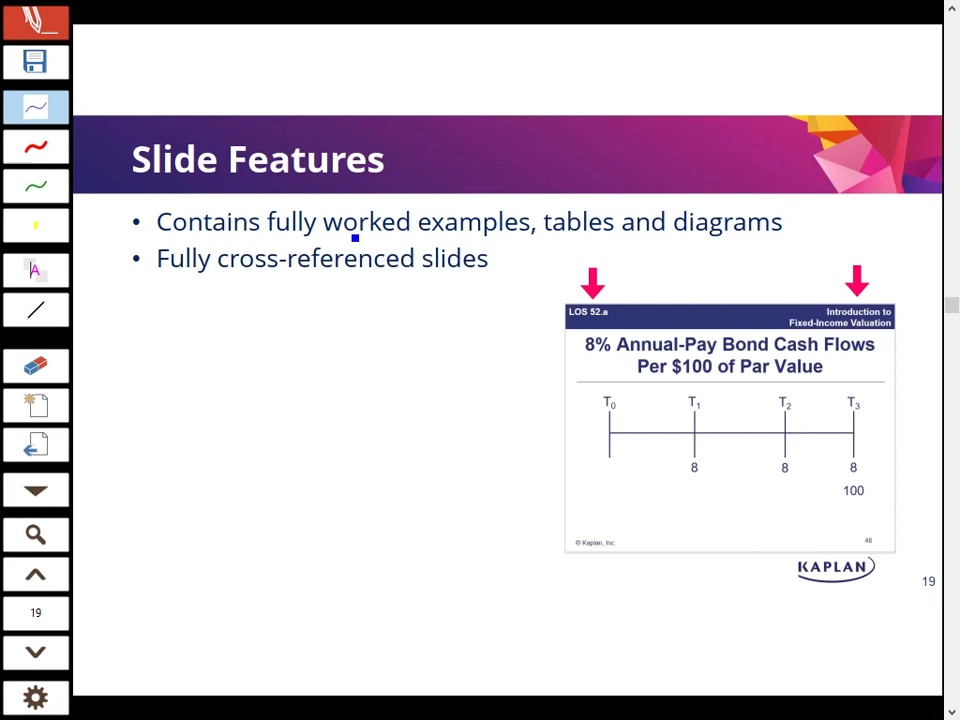 Slide Features
• Contains fully worked examples, tables and diagrams
• Fully cross-referenced slides
LOS 52.a
Introduction to
Fixed-Income Valuation
8% Annual-Pay Bond Cash Flows
Per $100 of Par Value
T0 T1 T2 T3
8 8 8
100
© Kaplan, Inc.
48
KAPLAN
19
A
19